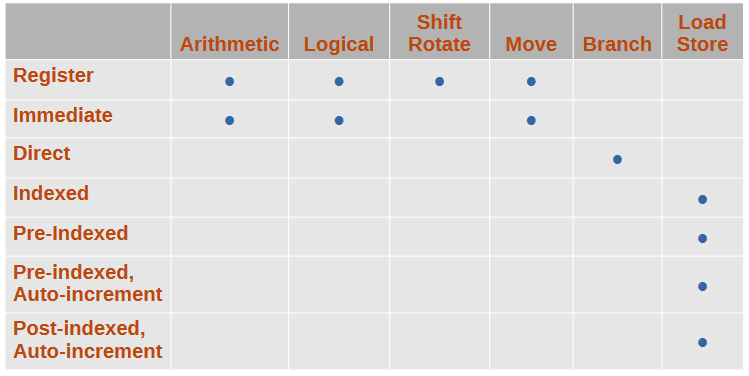 Arithmetic
Logical
Shift
Rotate
Move
Branch
Load
Store
Register
Immediate
Direct
Indexed
Pre-Indexed
Pre-indexed,
Auto-increment
Post-indexed,
Auto-increment